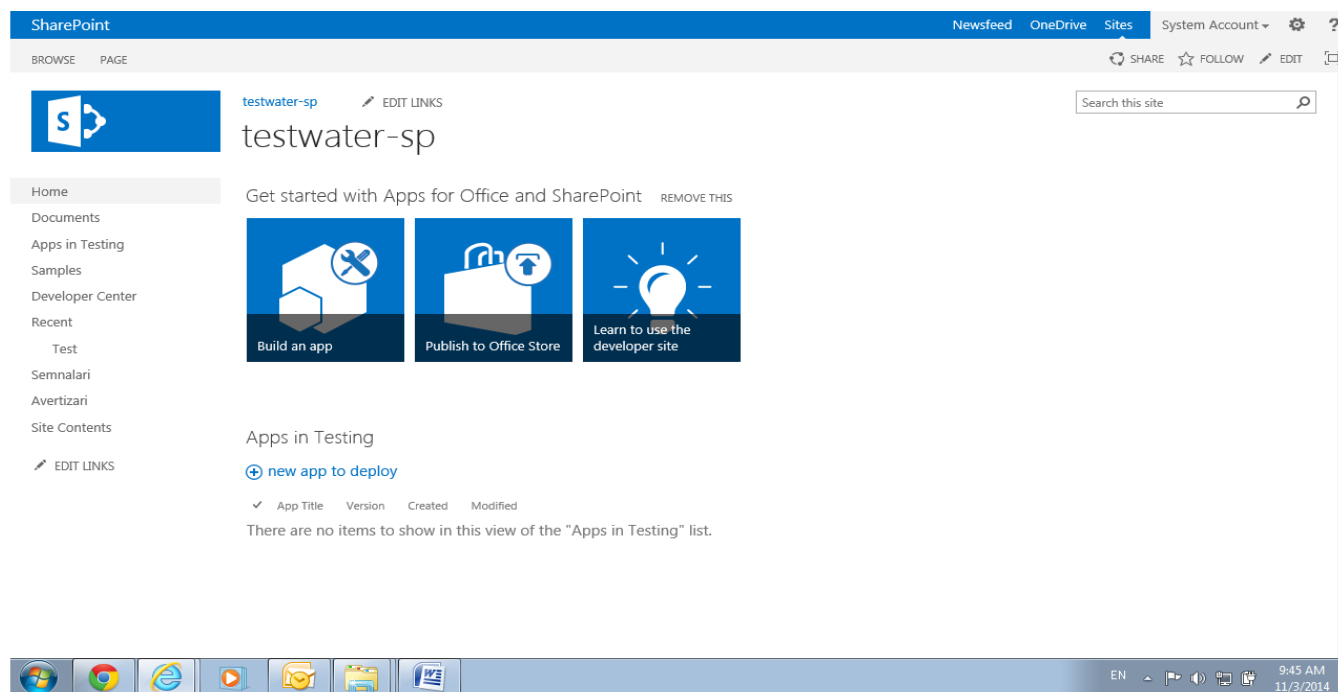 SharePoint
Newsfeed OneDrive Sites System Account ?
BROWSE PAGE
SHARE FOLLOW EDIT
S
testwater-sp EDIT LINKS
Search this site
testwater-sp
Home
Documents
Apps in Testing
Samples
Developer Center
Recent
Test
Semnalari
Avertizari
Site Contents
EDIT LINKS
Get started with Apps for Office and SharePoint REMOVE THIS
Build an app
Publish to Office Store
Learn to use the
developer site
Apps in Testing
new app to deploy
App Title Version Created Modified
There are no items to show in this view of the "Apps in Testing" list.
W
EN
9:45 AM
11/3/2014